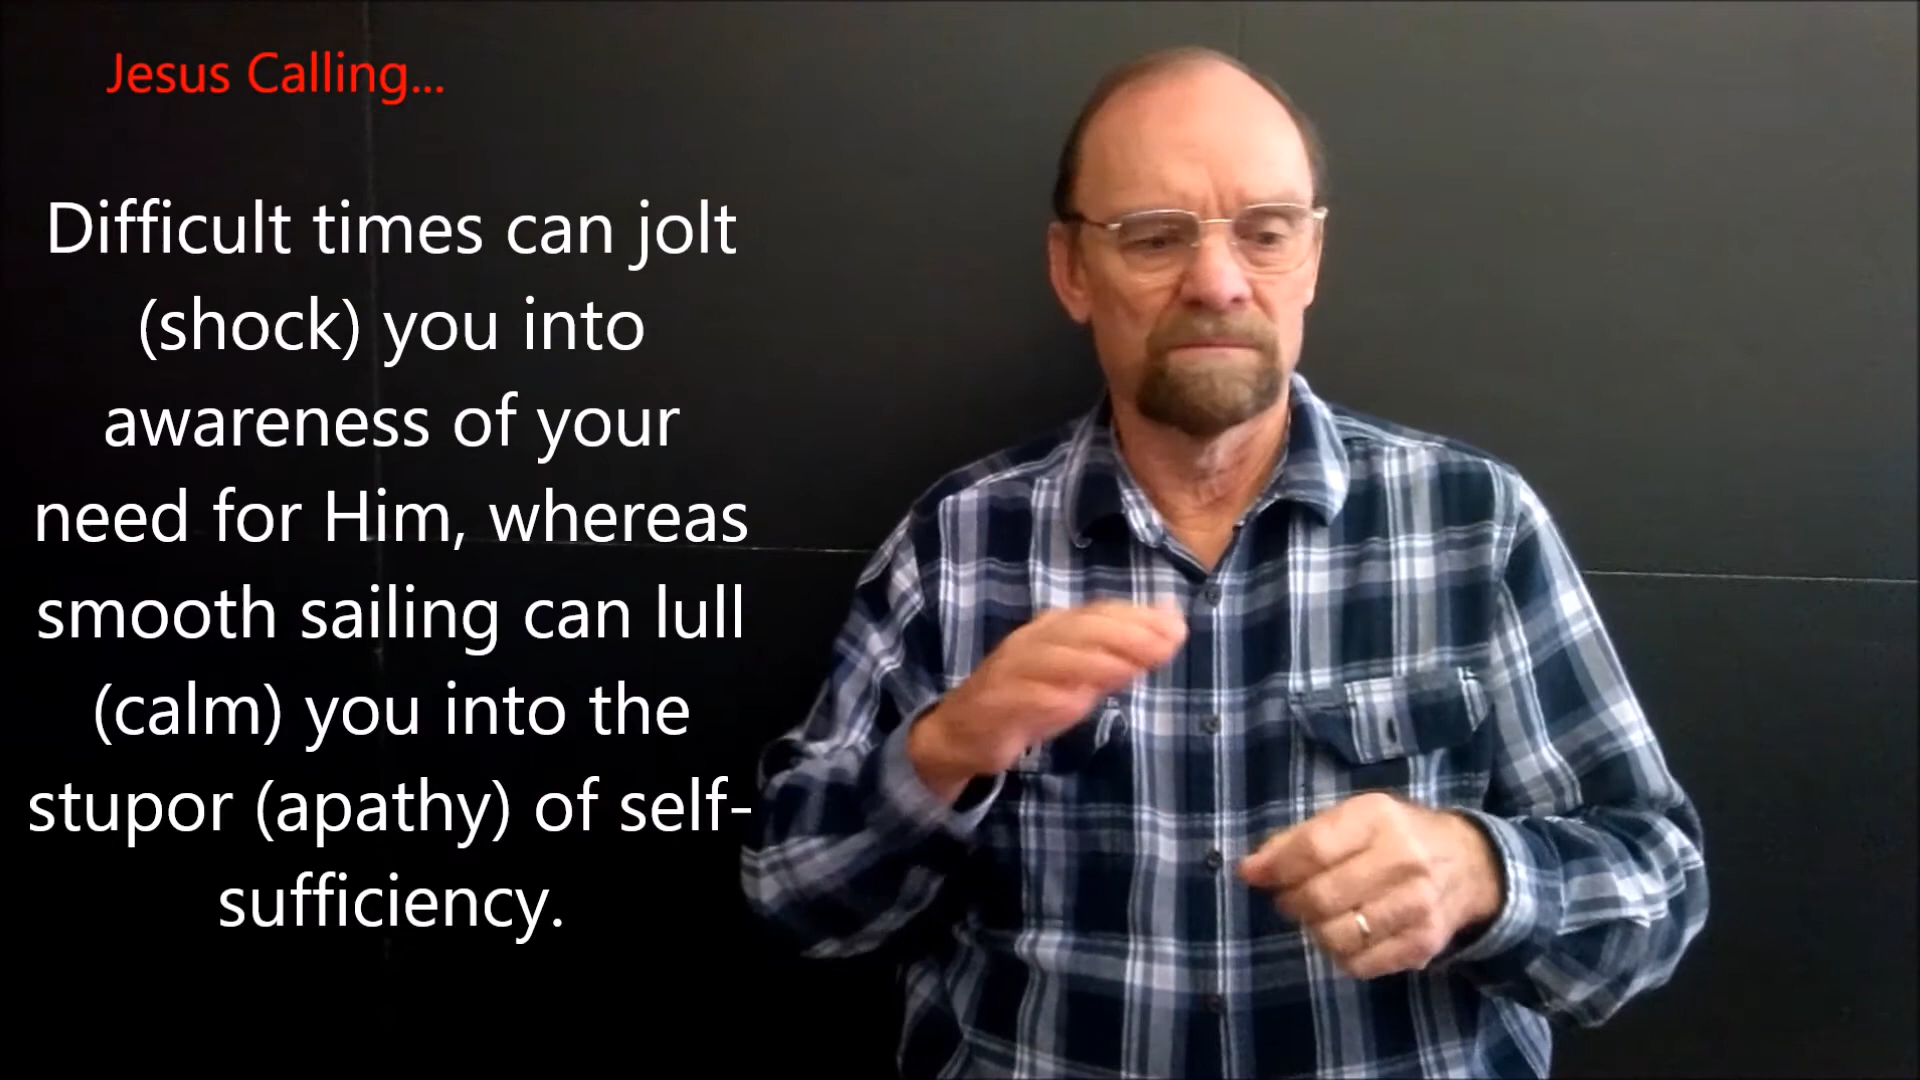 Jesus Calling...
Difficult times can jolt
(shock) you into
awareness of your
need for Him, whereas
smooth sailing can lull
(calm) you into the
stupor (apathy) of self-
sufficiency.